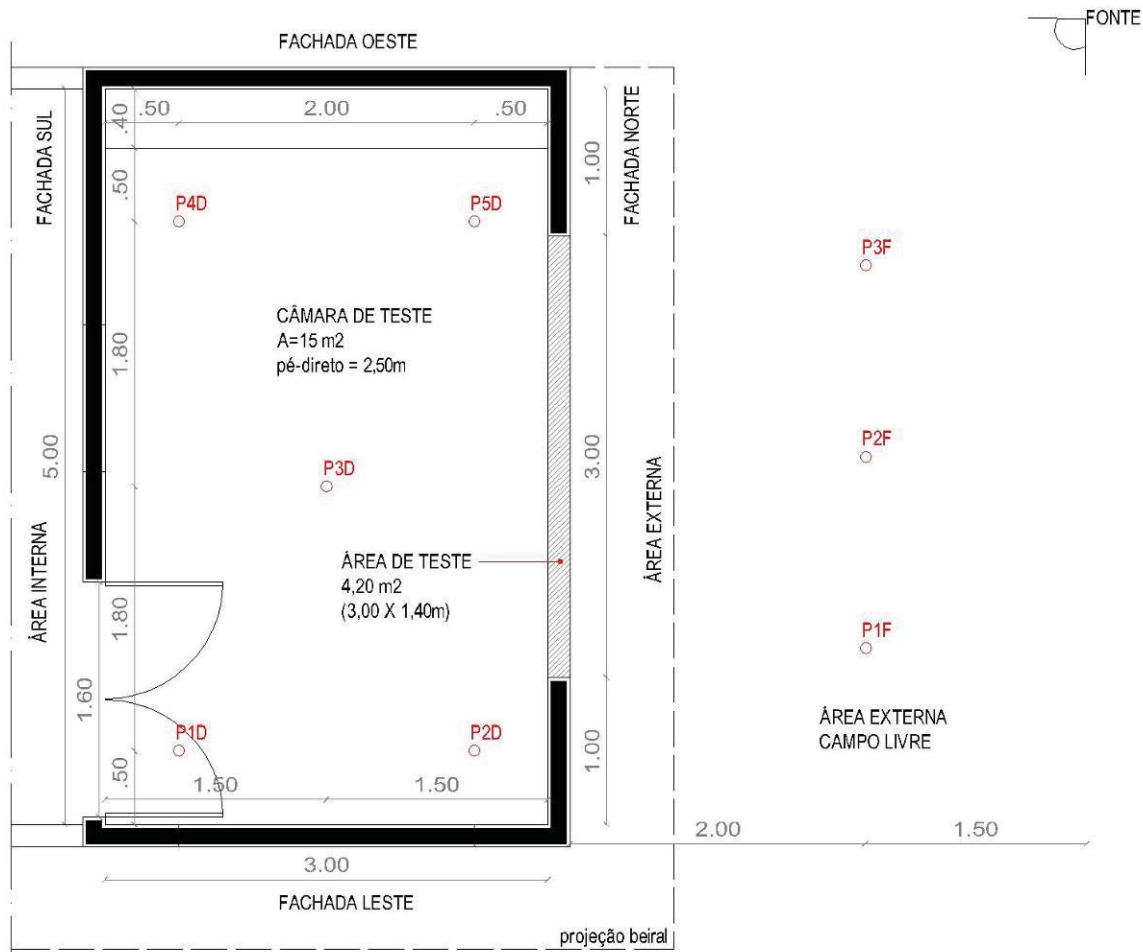 FONTE
FACHADA OESTE
.50
2.00
.50
.40
FACHADA SUL
.50
1.00
FACHADA NORTE
P4D
P5D
P3F
CÂMARA DE TESTE
A=15 m2
pé-direto = 2,50m
1.80
5.00
3.00
P2F
P3D
ÁREA INTERNA
ÁREA DE TESTE
4,20 m2
(3,00 X 1,40m)
ÁREA EXTERNA
1.80
P1F
1.60
P1D
P2D
.50
1.50
1.50
1.00
ÁREA EXTERNA
CAMPO LIVRE
2.00
1.50
3.00
FACHADA LESTE
projeção beiral